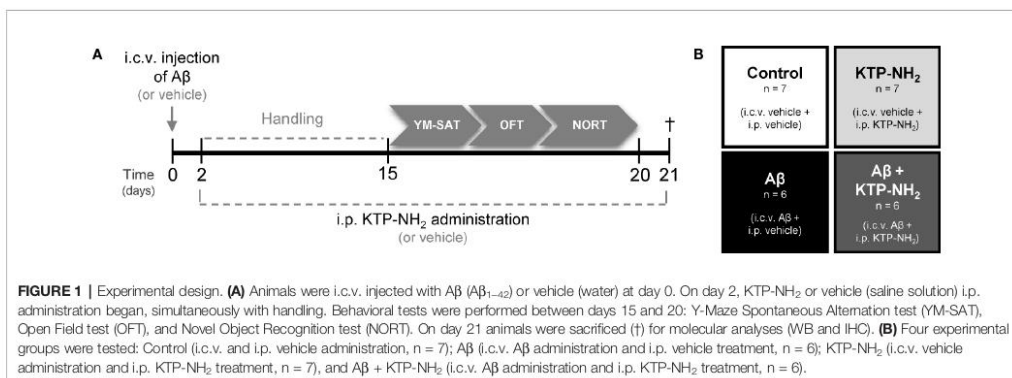 A
i.c.v. injection
of Aβ
(or vehicle)
Handling
YM-SAT
OFT
NORT
†
Time
(days)
0
2
15
20
21
i.p. KTP-NH₂ administration
(or vehicle)
B
Control
n = 7
(i.c.v. vehicle +
i.p. vehicle)
KTP-NH₂
n = 7
(i.c.v. vehicle +
i.p. KTP-NH₂)
Aβ
n = 6
(i.c.v. Aβ +
i.p. vehicle)
Aβ +
KTP-NH₂
n = 6
(i.c.v. Aβ +
i.p. KTP-NH₂)
FIGURE 1 | Experimental design. (A) Animals were i.c.v. injected with Aβ (Aβ₁₋₄₂) or vehicle (water) at day 0. On day 2, KTP-NH₂ or vehicle (saline solution) i.p.
administration began, simultaneously with handling. Behavioral tests were performed between days 15 and 20: Y-Maze Spontaneous Alternation test (YM-SAT),
Open Field test (OFT), and Novel Object Recognition test (NORT). On day 21 animals were sacrificed (†) for molecular analyses (WB and IHC). (B) Four experimental
groups were tested: Control (i.c.v. and i.p. vehicle administration, n = 7); Aβ (i.c.v. Aβ administration and i.p. vehicle treatment, n = 6); KTP-NH₂ (i.c.v. vehicle
administration and i.p. KTP-NH₂ treatment, n = 7), and Aβ + KTP-NH₂ (i.c.v. Aβ administration and i.p. KTP-NH₂ treatment, n = 6).